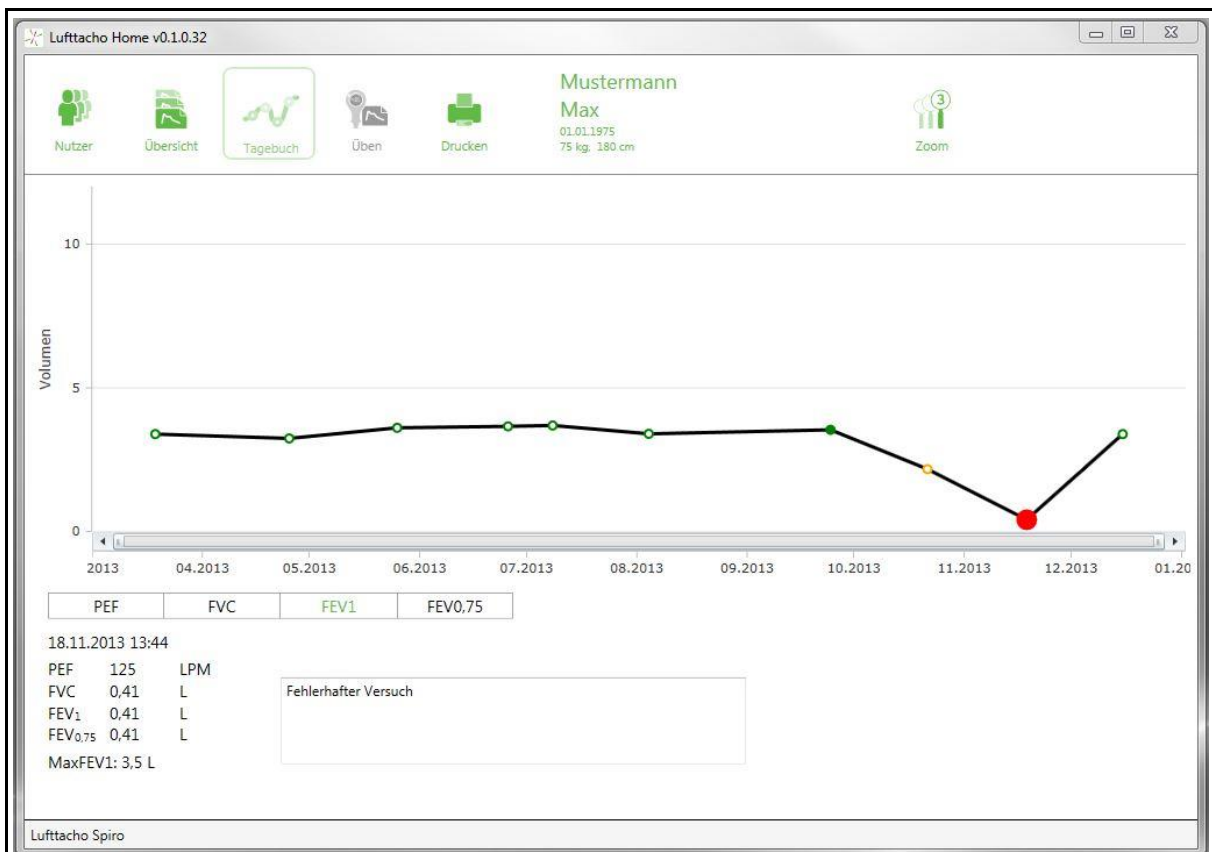 Lufttacho Home v0.1.0.32
Nutzer
Übersicht
Tagebuch
Üben
Drucken
Mustermann
Max
01.01.1975
75 kg, 180 cm
3
Zoom
Volumen
10
5
0
2013 04.2013 05.2013 06.2013 07.2013 08.2013 09.2013 10.2013 11.2013 12.2013 01.20
PEF FVC FEV1 FEV0,75
18.11.2013 13:44
PEF 125 LPM
FVC 0,41 L
FEV1 0,41 L
FEV0,75 0,41 L
MaxFEV1: 3,5 L
Fehlerhafter Versuch
Lufttacho Spiro